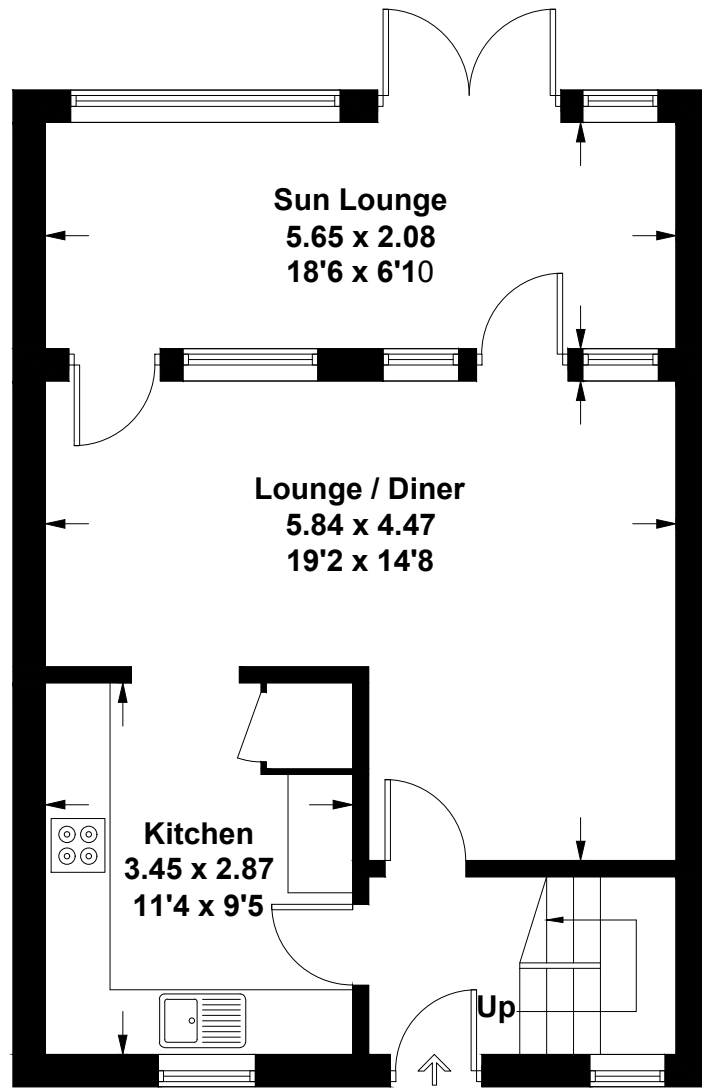 Sun Lounge
5.65 x 2.08
18'6 x 6'10
Lounge / Diner
5.84 x 4.47
19'2 x 14'8
Kitchen
3.45 x 2.87
11'4 x 9'5
Up